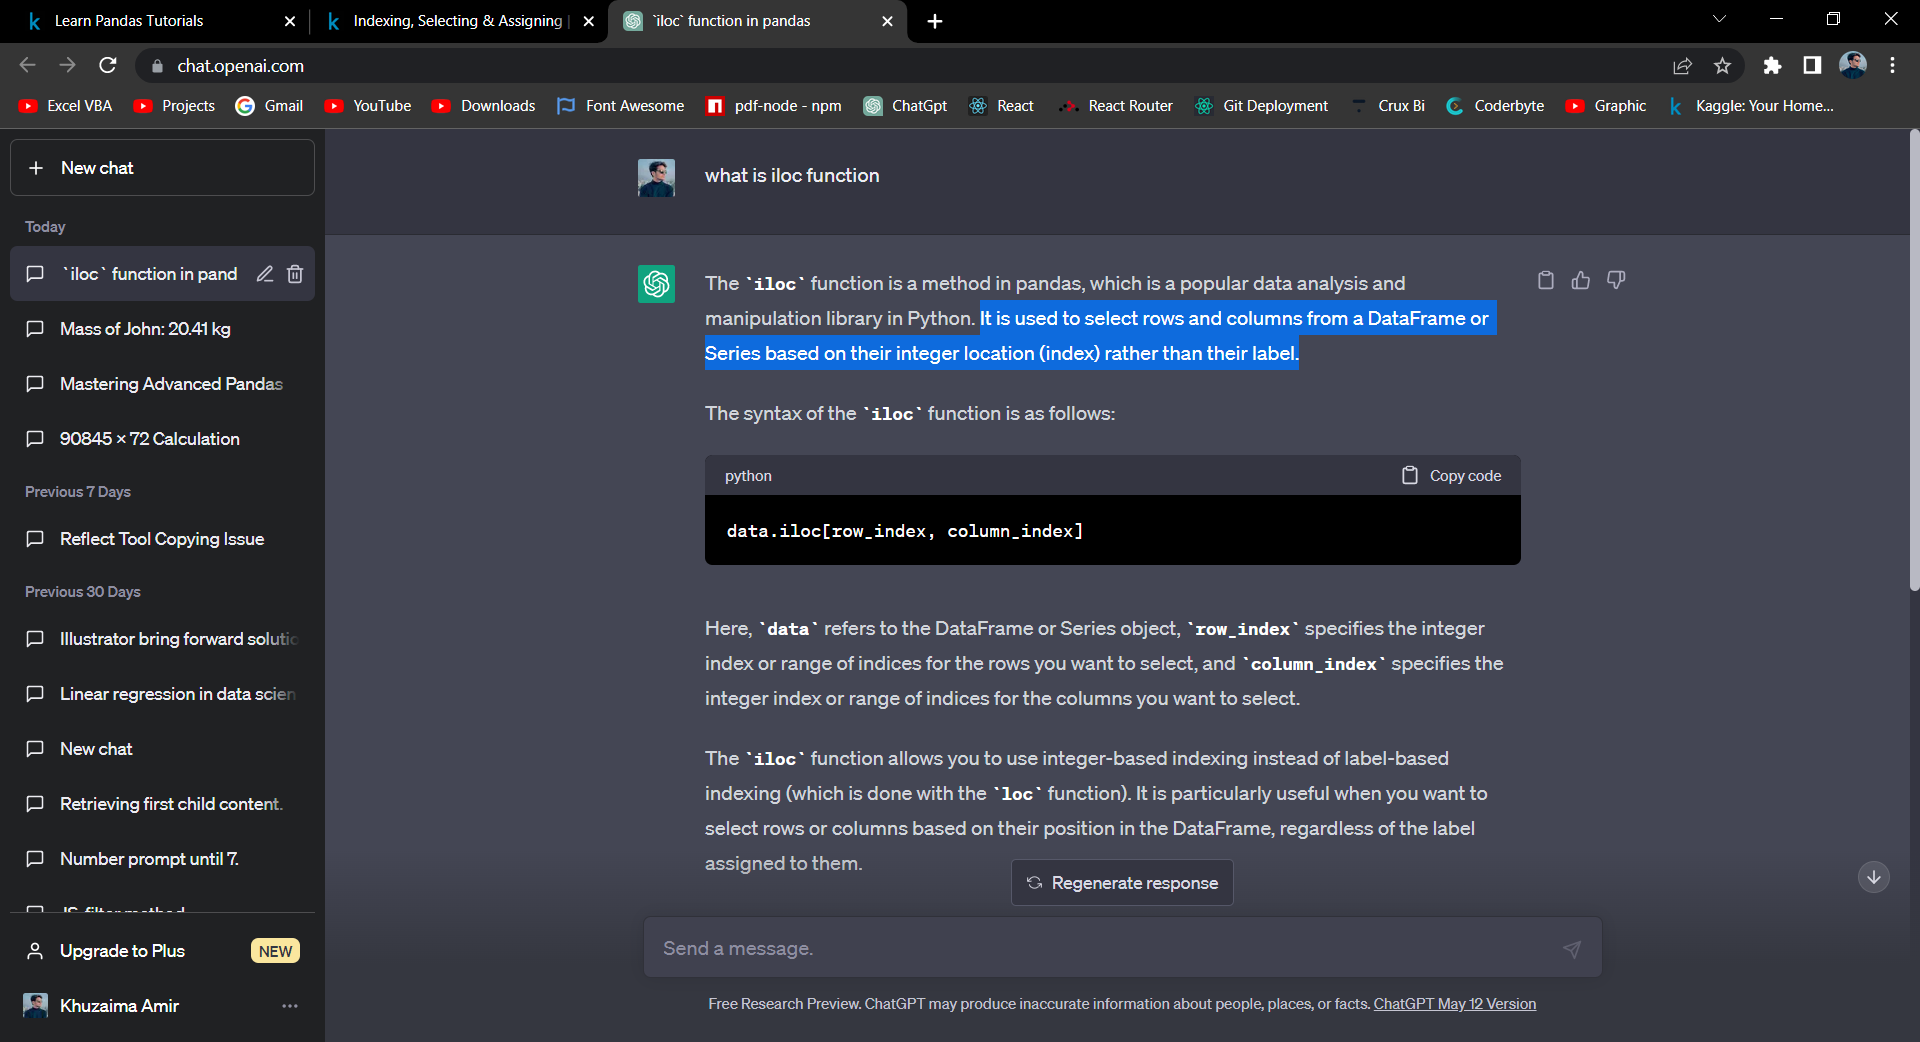 Learn Pandas Tutorials
Indexing, Selecting & Assigning |
`iloc` function in pandas
chat.openai.com
Excel VBA
Projects
Gmail
YouTube
Downloads
Font Awesome
pdf-node - npm
ChatGpt
React
React Router
Git Deployment
Crux Bi
Coderbyte
Graphic
Kaggle: Your Home...
New chat
Today
`iloc` function in pand
Mass of John: 20.41 kg
Mastering Advanced Pandas
90845 × 72 Calculation
Previous 7 Days
Reflect Tool Copying Issue
Previous 30 Days
Illustrator bring forward solutio
Linear regression in data scien
New chat
Retrieving first child content.
Number prompt until 7.
JS filter method
Upgrade to Plus
NEW
Khuzaima Amir
what is iloc function
The `iloc` function is a method in pandas, which is a popular data analysis and
manipulation library in Python. It is used to select rows and columns from a DataFrame or
Series based on their integer location (index) rather than their label.
The syntax of the `iloc` function is as follows:
python
Copy code
data.iloc[row_index, column_index]
Here, `data` refers to the DataFrame or Series object, `row_index` specifies the integer
index or range of indices for the rows you want to select, and `column_index` specifies the
integer index or range of indices for the columns you want to select.
The `iloc` function allows you to use integer-based indexing instead of label-based
indexing (which is done with the `loc` function). It is particularly useful when you want to
select rows or columns based on their position in the DataFrame, regardless of the label
assigned to them.
Regenerate response
Send a message.
Free Research Preview. ChatGPT may produce inaccurate information about people, places, or facts. ChatGPT May 12 Version